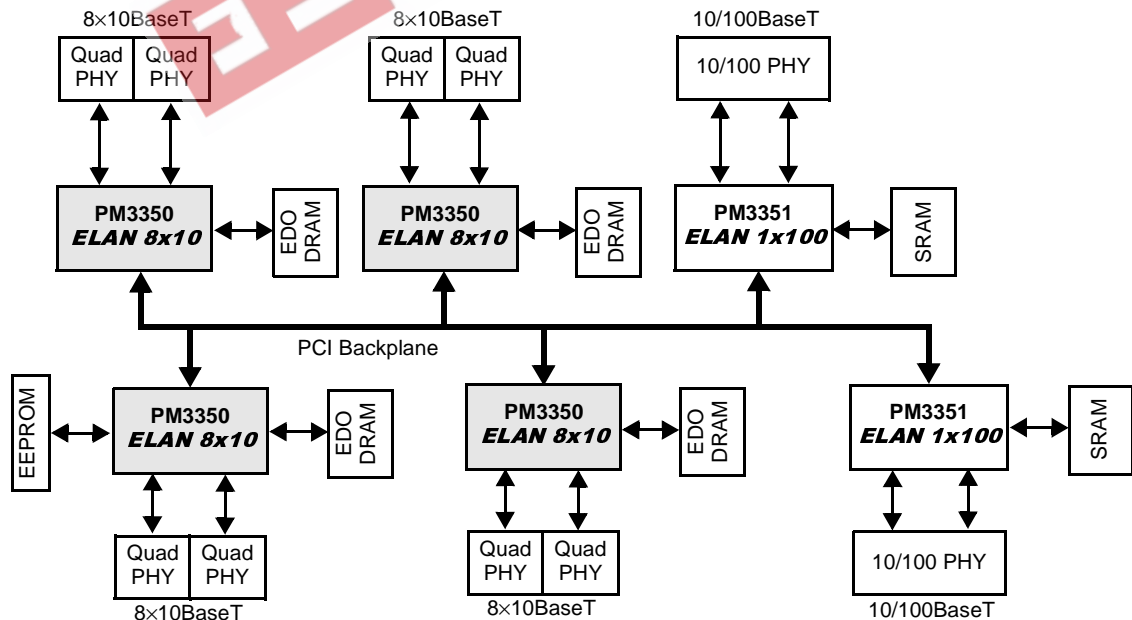 8×10BaseT
8×10BaseT
10/100BaseT
Quad PHY
Quad PHY
Quad PHY
Quad PHY
10/100 PHY
PM3350
ELAN 8x10
EDO
DRAM
PM3350
ELAN 8x10
EDO
DRAM
PM3351
ELAN 1x100
SRAM
PCI Backplane
EEPROM
PM3350
ELAN 8x10
EDO
DRAM
PM3350
ELAN 8x10
EDO
DRAM
PM3351
ELAN 1x100
SRAM
Quad PHY
Quad PHY
Quad PHY
Quad PHY
10/100 PHY
8×10BaseT
8×10BaseT
10/100BaseT